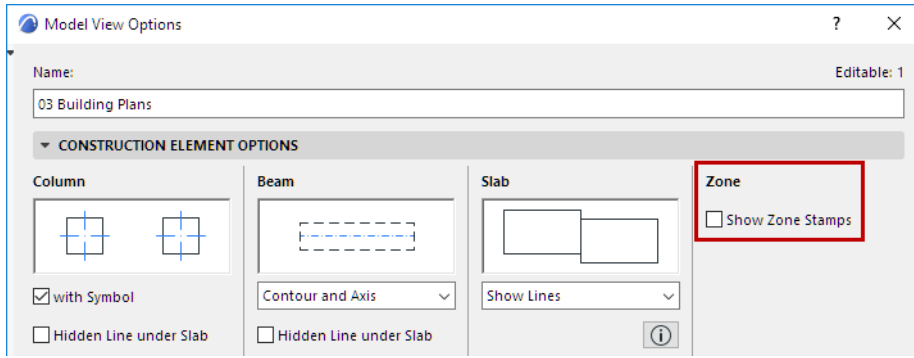 Model View Options
?
Name:
Editable: 1
03 Building Plans
CONSTRUCTION ELEMENT OPTIONS
Column
Beam
Slab
Zone
Show Zone Stamps
with Symbol
Contour and Axis
Show Lines
Hidden Line under Slab
Hidden Line under Slab